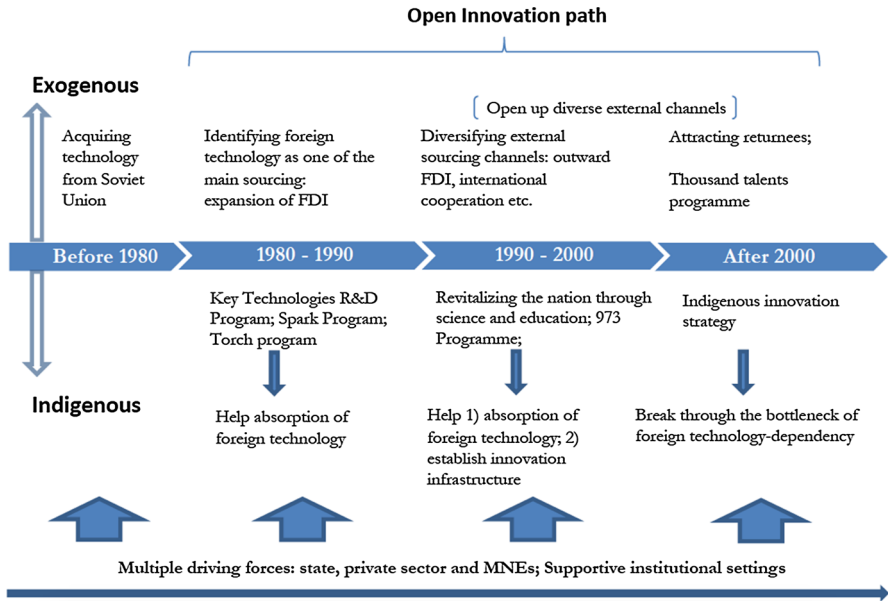 Open Innovation path
Exogenous
Open up diverse external channels
Acquiring
technology
from Soviet
Union
Identifying foreign
technology as one of the
main sourcing:
expansion of FDI
Diversifying external
sourcing channels: outward
FDI, international
cooperation etc.
Attracting returnees;
Thousand talents
programme
Before 1980
1980 - 1990
1990 - 2000
After 2000
Key Technologies R&D
Program; Spark Program;
Torch program
Revitalizing the nation through
science and education; 973
Programme;
Indigenous innovation
strategy
Indigenous
Help absorption of
foreign technology
Help 1) absorption of
foreign technology; 2)
establish innovation
infrastructure
Break through the bottleneck of
foreign technology-dependency
Multiple driving forces: state, private sector and MNEs; Supportive institutional settings